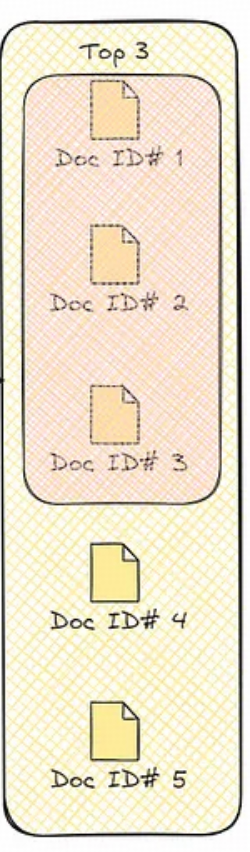 Top 3
Doc ID# 1
Doc ID# 2
Doc ID# 3
Doc ID# 4
Doc ID# 5